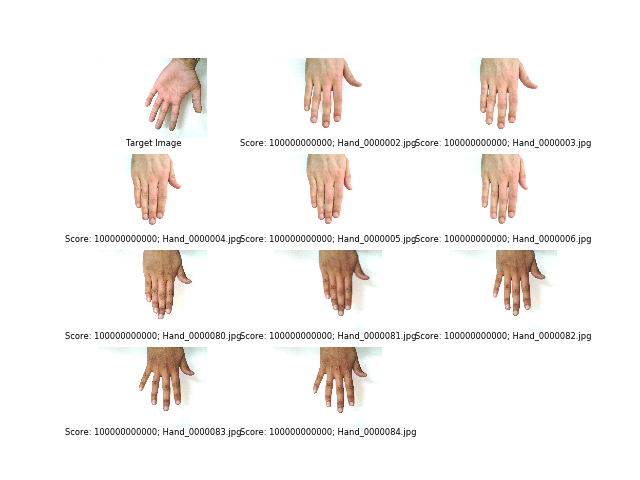 Target Image
Score: 100000000000; Hand_0000002.jpg
Score: 100000000000; Hand_0000003.jpg
Score: 100000000000; Hand_0000004.jpg
Score: 100000000000; Hand_0000005.jpg
Score: 100000000000; Hand_0000006.jpg
Score: 100000000000; Hand_0000080.jpg
Score: 100000000000; Hand_0000081.jpg
Score: 100000000000; Hand_0000082.jpg
Score: 100000000000; Hand_0000083.jpg
Score: 100000000000; Hand_0000084.jpg